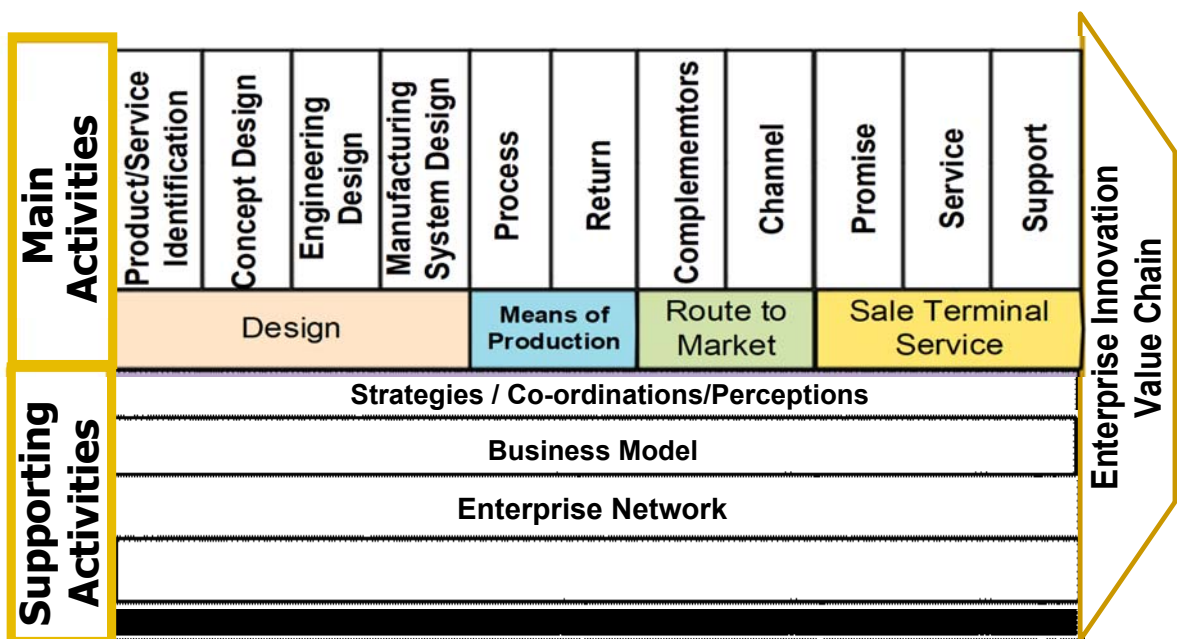 Main
Activities
Product/Service
Identification
Concept Design
Engineering
Design
Manufacturing
System Design
Process
Return
Complememtors
Channel
Promise
Service
Support
Design
Means of
Production
Route to
Market
Sale Terminal
Service
Supporting
Activities
Strategies / Co-ordinations/Perceptions
Business Model
Enterprise Network
Enterprise Innovation
Value Chain